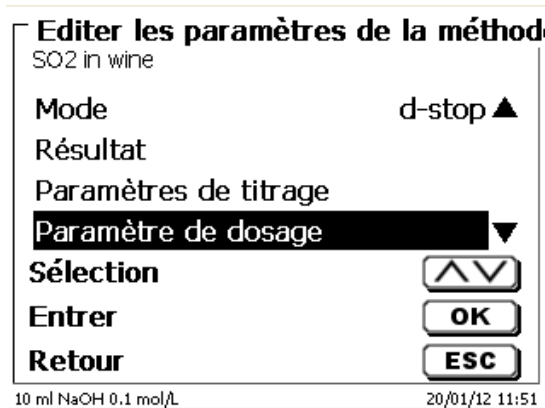 Editer les paramètres de la méthod
SO2 in wine
Mode d-stop ▲
Résultat
Paramètres de titrage
Paramètre de dosage ▼
Sélection
Entrer OK
Retour ESC
10 ml NaOH 0.1 mol/L 20/01/12 11:51